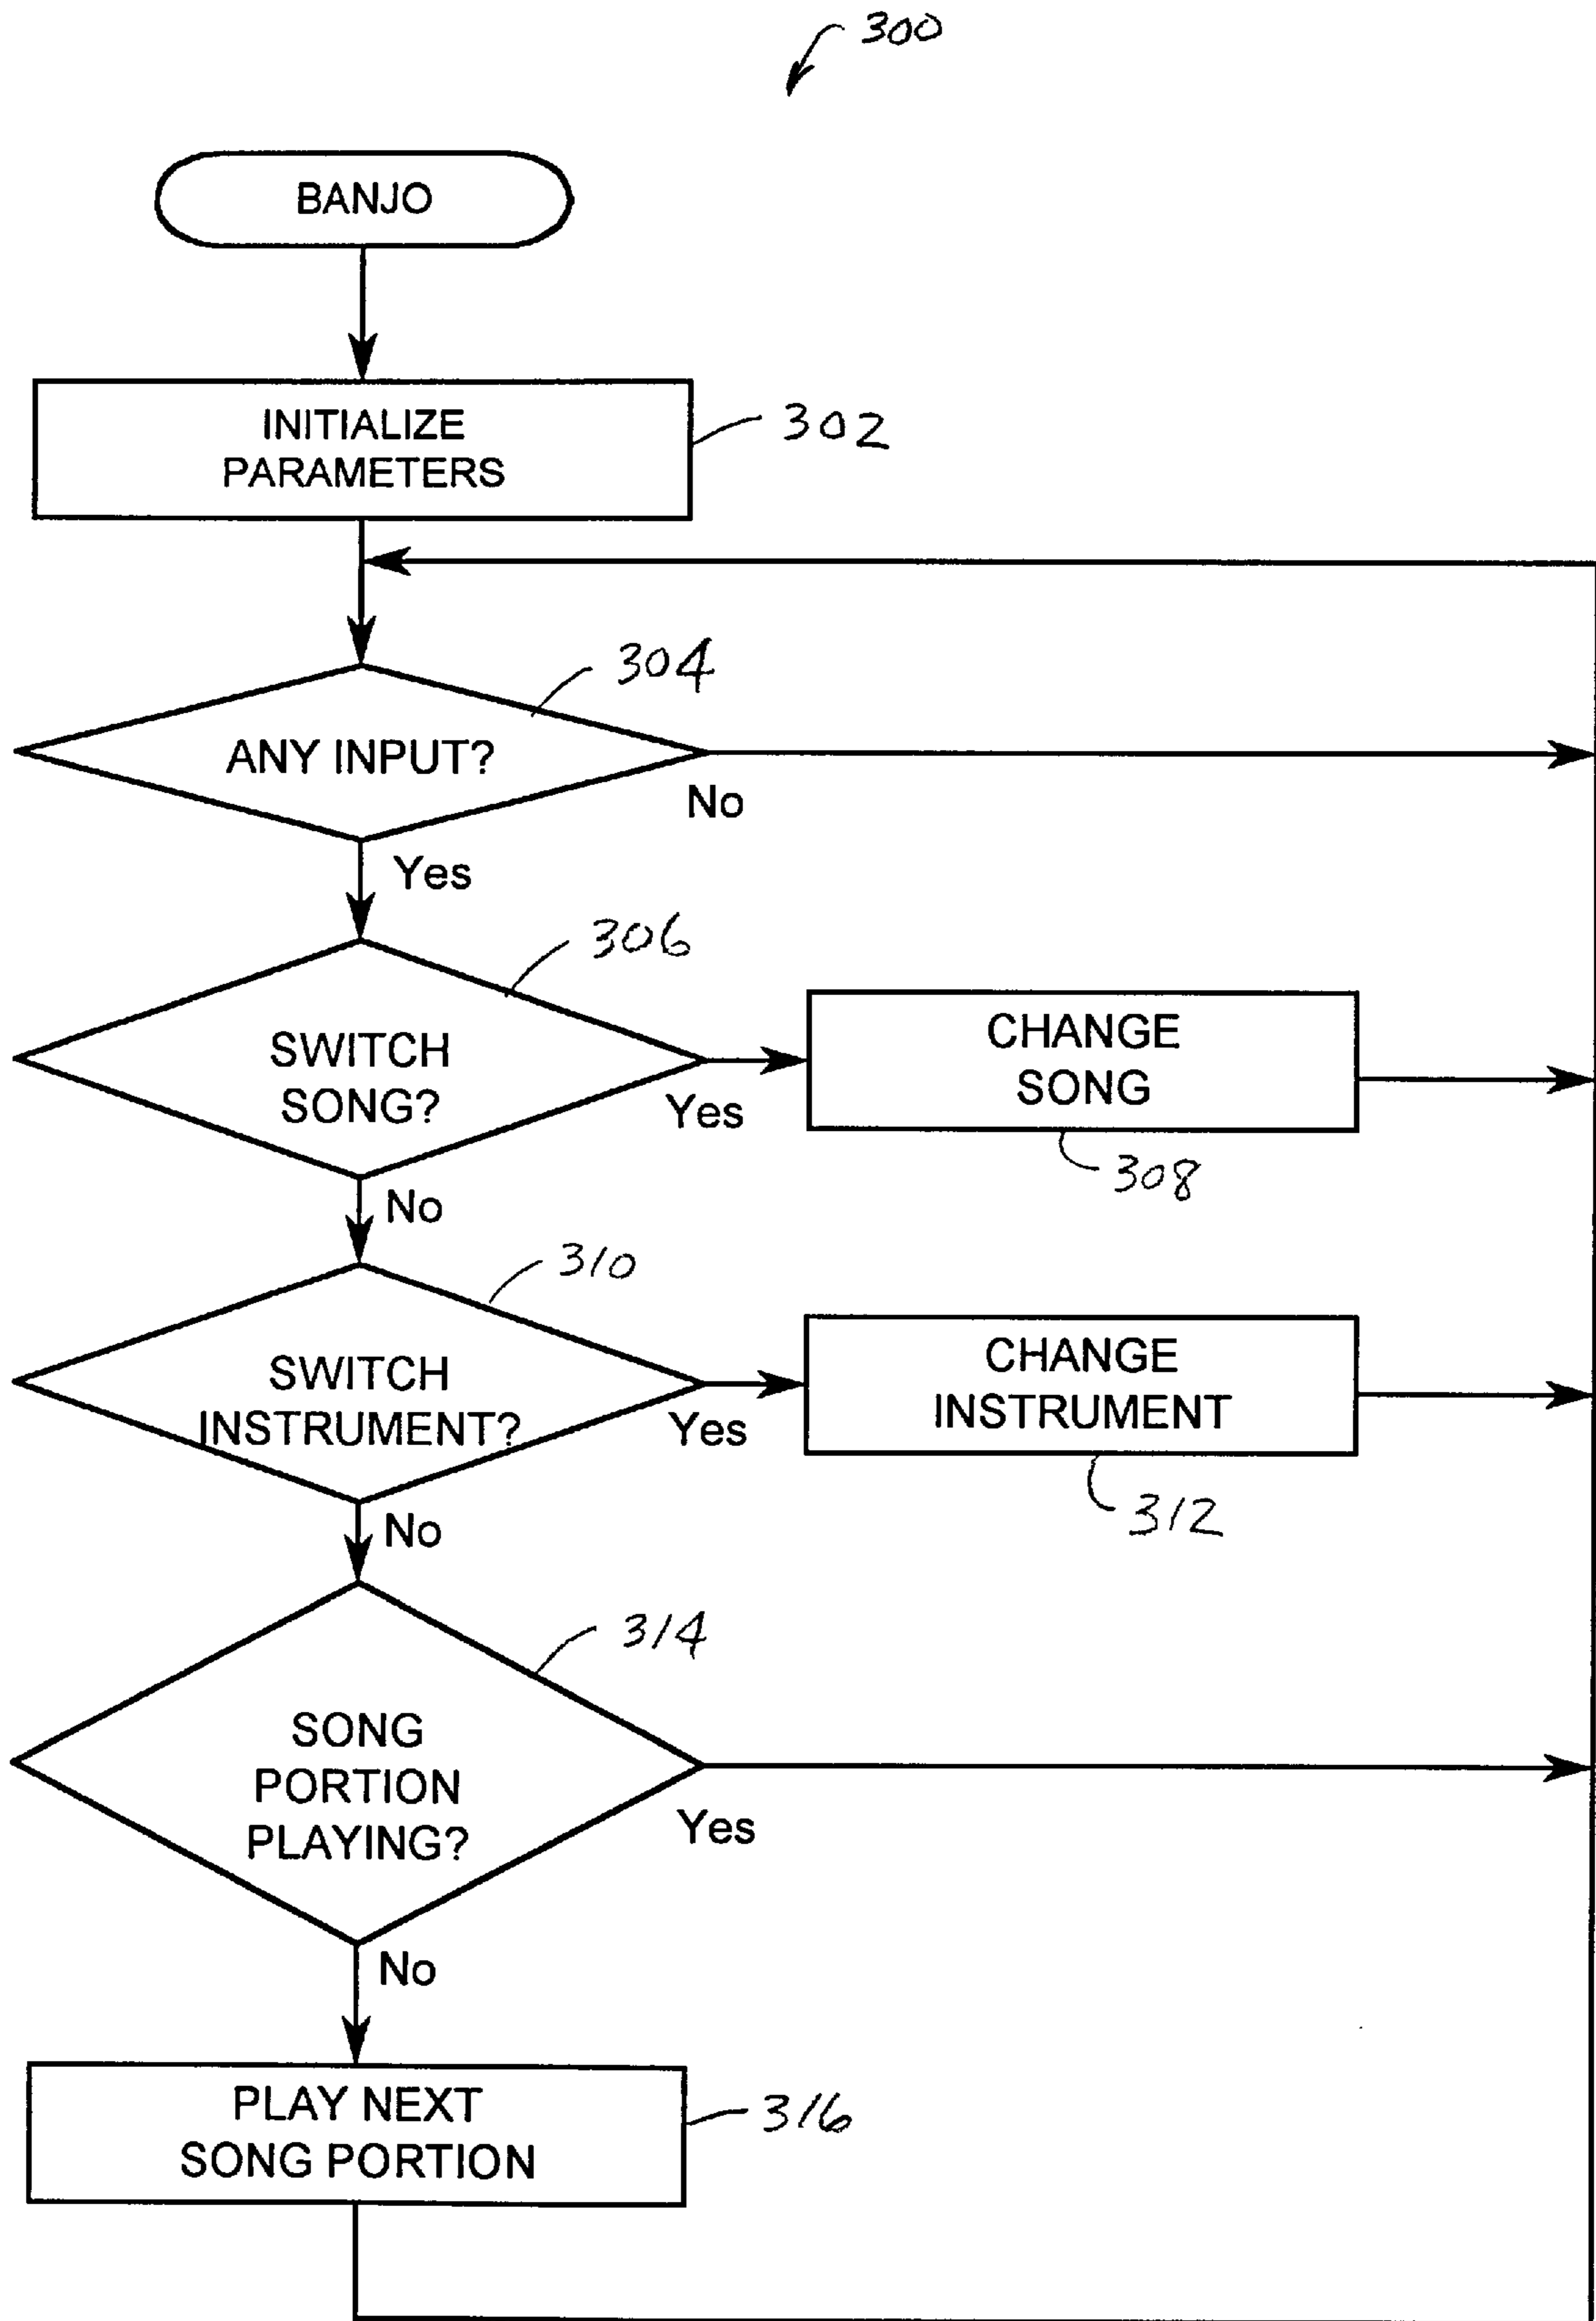 300
BANJO
INITIALIZE
PARAMETERS
302
304
ANY INPUT?
No
Yes
306
SWITCH
SONG?
Yes
CHANGE
SONG
308
No
310
SWITCH
INSTRUMENT?
Yes
CHANGE
INSTRUMENT
312
No
314
SONG
PORTION
PLAYING?
Yes
No
PLAY NEXT
SONG PORTION
316